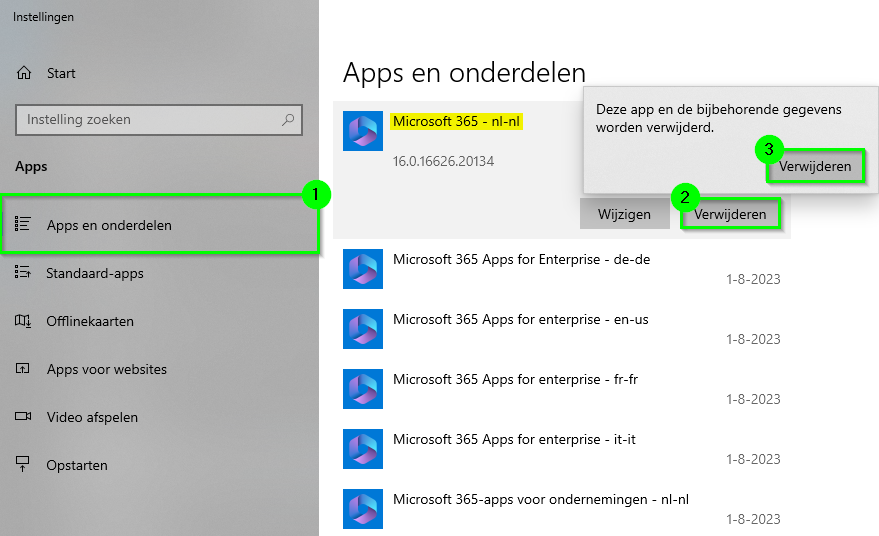 Instellingen
Start
Instelling zoeken
Apps
1
Apps en onderdelen
Standaard-apps
Offlinekaarten
Apps voor websites
Video afspelen
Opstarten
Apps en onderdelen
Microsoft 365 - nl-nl
16.0.16626.20134
Deze app en de bijbehorende gegevens
worden verwijderd.
3
Verwijderen
2
Wijzigen
Verwijderen
Microsoft 365 Apps for Enterprise - de-de
1-8-2023
Microsoft 365 Apps for enterprise - en-us
1-8-2023
Microsoft 365 Apps for enterprise - fr-fr
1-8-2023
Microsoft 365 Apps for enterprise - it-it
1-8-2023
Microsoft 365-apps voor ondernemingen - nl-nl
1-8-2023